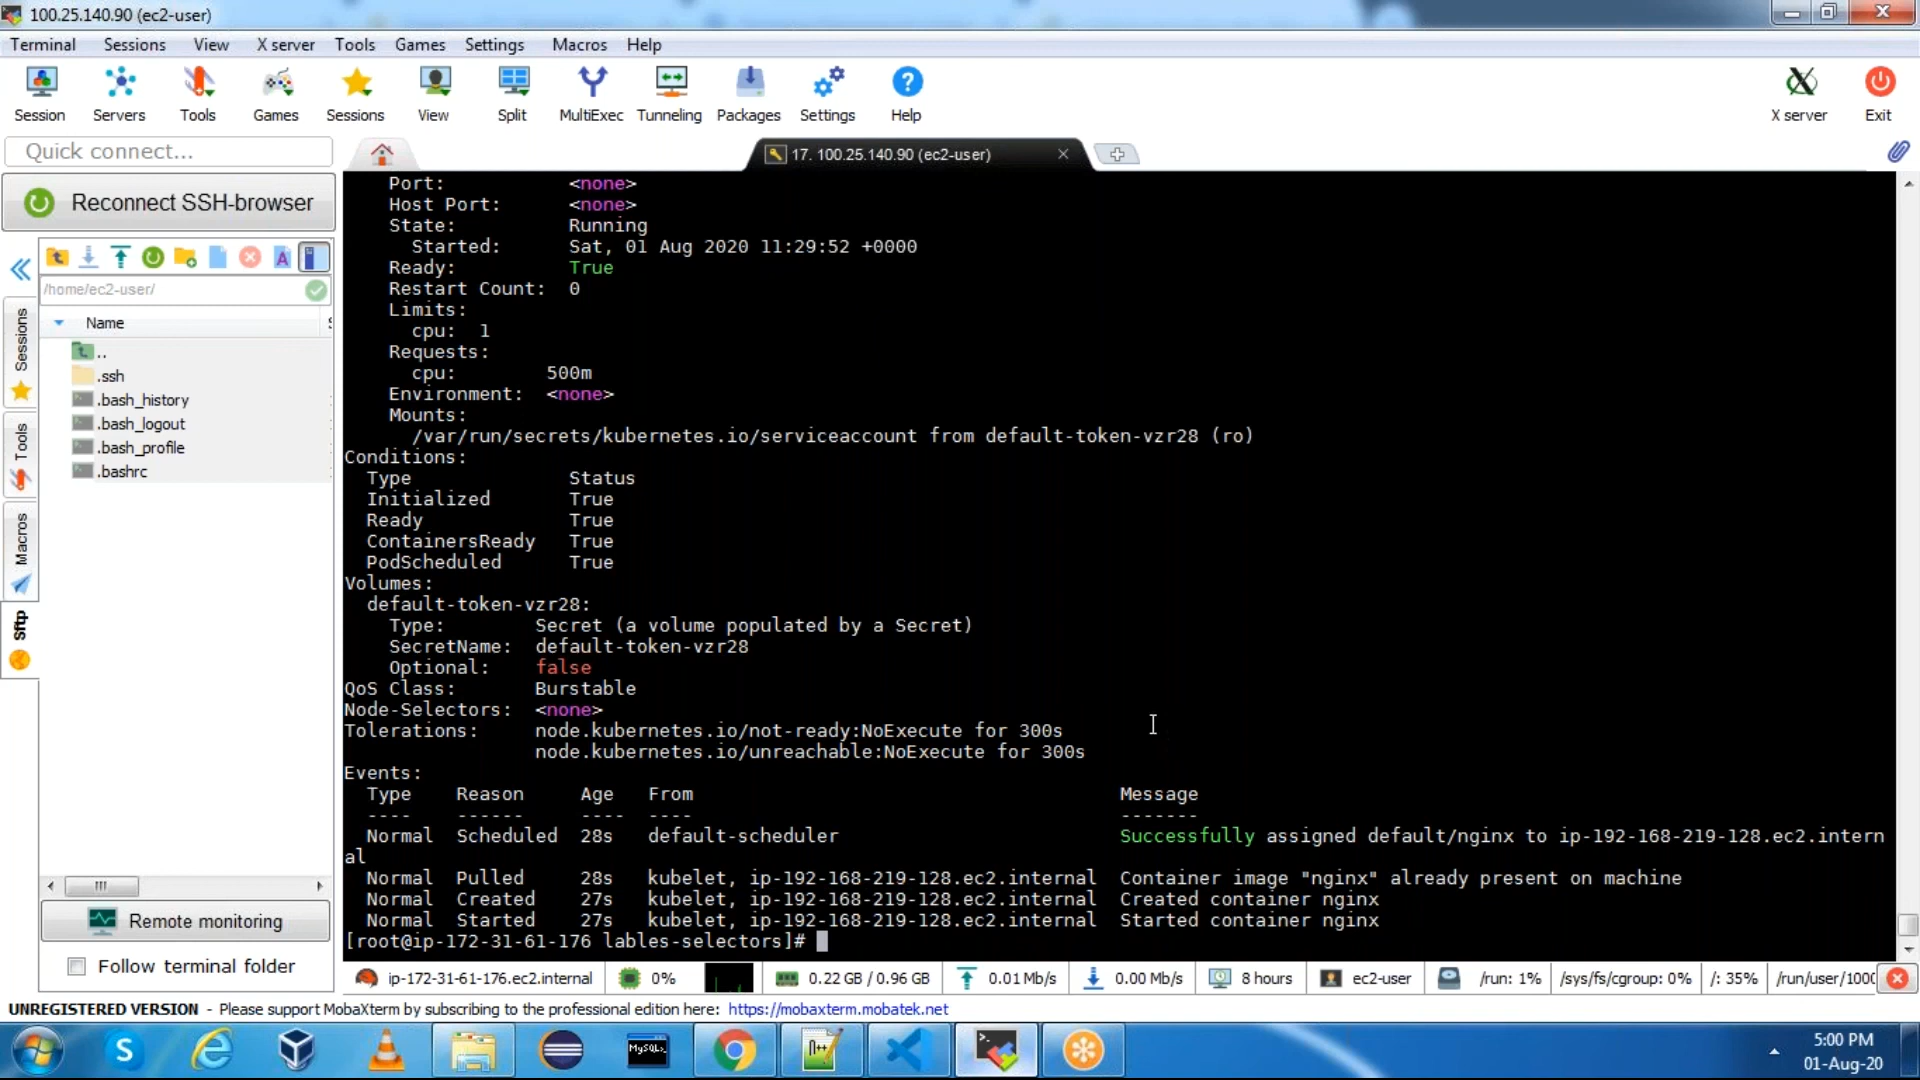 100.25.140.90 (ec2-user)
Terminal Sessions View X server Tools Games Settings Macros Help
Session Servers Tools Games Sessions View Split MultiExec Tunneling Packages Settings Help X server Exit
Quick connect...
17. 100.25.140.90 (ec2-user)
Reconnect SSH-browser
/home/ec2-user/
Name
..
.ssh
.bash_history
.bash_logout
.bash_profile
.bashrc
Sessions
Tools
Macros
Sftp
Remote monitoring
Follow terminal folder
Port: <none>
Host Port: <none>
State: Running
Started: Sat, 01 Aug 2020 11:29:52 +0000
Ready: True
Restart Count: 0
Limits:
cpu: 1
Requests:
cpu: 500m
Environment: <none>
Mounts:
/var/run/secrets/kubernetes.io/serviceaccount from default-token-vzr28 (ro)
Conditions:
Type Status
Initialized True
Ready True
ContainersReady True
PodScheduled True
Volumes:
default-token-vzr28:
Type: Secret (a volume populated by a Secret)
SecretName: default-token-vzr28
Optional: false
QoS Class: Burstable
Node-Selectors: <none>
Tolerations: node.kubernetes.io/not-ready:NoExecute for 300s
node.kubernetes.io/unreachable:NoExecute for 300s
Events:
Type Reason Age From Message
---- ------ ---- ---- -------
Normal Scheduled 28s default-scheduler Successfully assigned default/nginx to ip-192-168-219-128.ec2.intern
al
Normal Pulled 28s kubelet, ip-192-168-219-128.ec2.internal Container image "nginx" already present on machine
Normal Created 27s kubelet, ip-192-168-219-128.ec2.internal Created container nginx
Normal Started 27s kubelet, ip-192-168-219-128.ec2.internal Started container nginx
[root@ip-172-31-61-176 lables-selectors]#
ip-172-31-61-176.ec2.internal 0% 0.22 GB / 0.96 GB 0.01 Mb/s 0.00 Mb/s 8 hours ec2-user /run: 1% /sys/fs/cgroup: 0% /: 35% /run/user/1000
UNREGISTERED VERSION - Please support MobaXterm by subscribing to the professional edition here: https://mobaxterm.mobatek.net
MySQL
5:00 PM
01-Aug-20